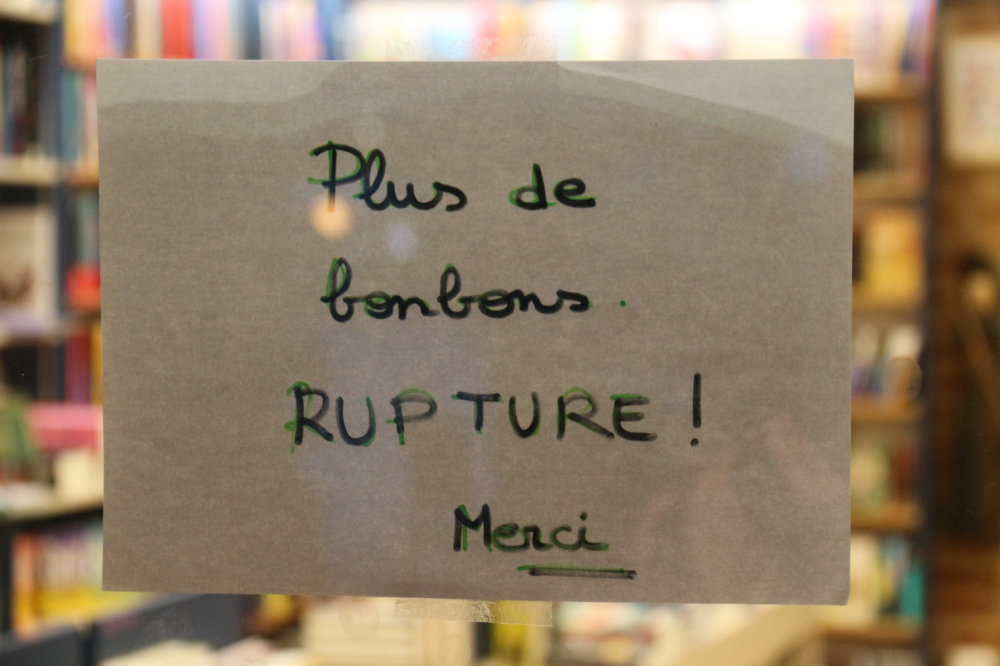 Plus de
bonbons.
RUPTURE !
Merci